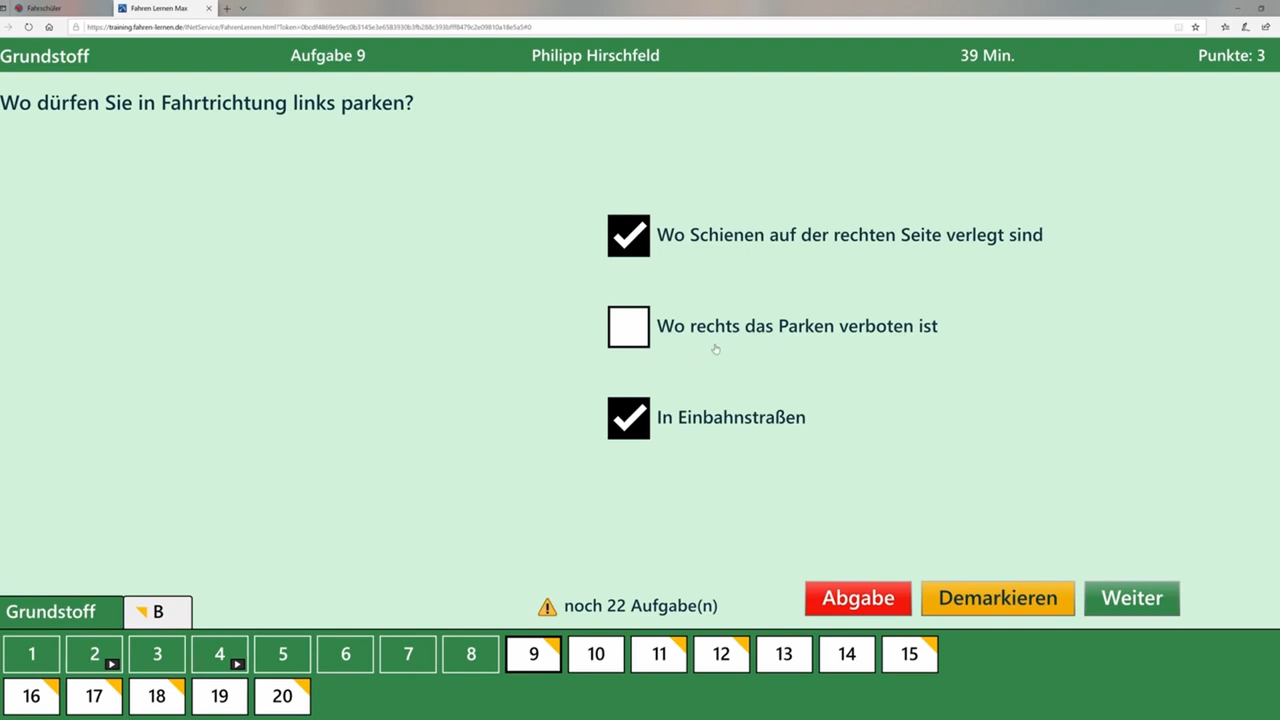 Fahrschüler
Fahren Lernen Max
Grundstoff
Aufgabe 9
Philipp Hirschfeld
39 Min.
Punkte: 3
Wo dürfen Sie in Fahrtrichtung links parken?
Wo Schienen auf der rechten Seite verlegt sind
Wo rechts das Parken verboten ist
In Einbahnstraßen
Grundstoff
B
noch 22 Aufgabe(n)
Abgabe
Demarkieren
Weiter
1 2 3 4 5 6 7 8 9 10 11 12 13 14 15
16 17 18 19 20